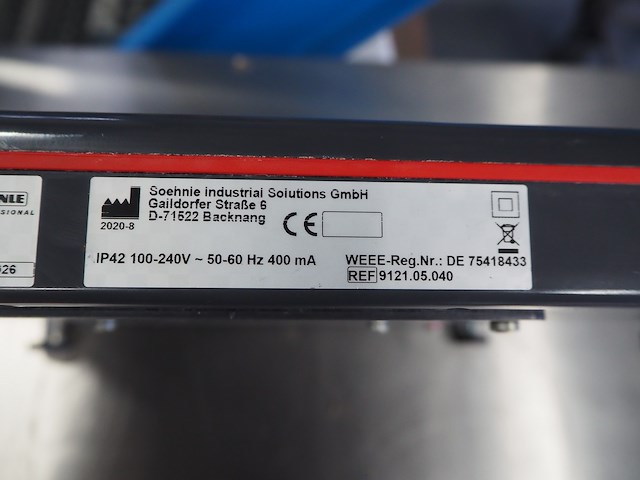 Soehnle Industrial Solutions GmbH
Gaildorfer Straße 6
D-71522 Backnang
2020-8
CE
IP42 100-240V ~ 50-60 Hz 400 mA
WEEE-Reg.Nr.: DE 75418433
REF 9121.05.040